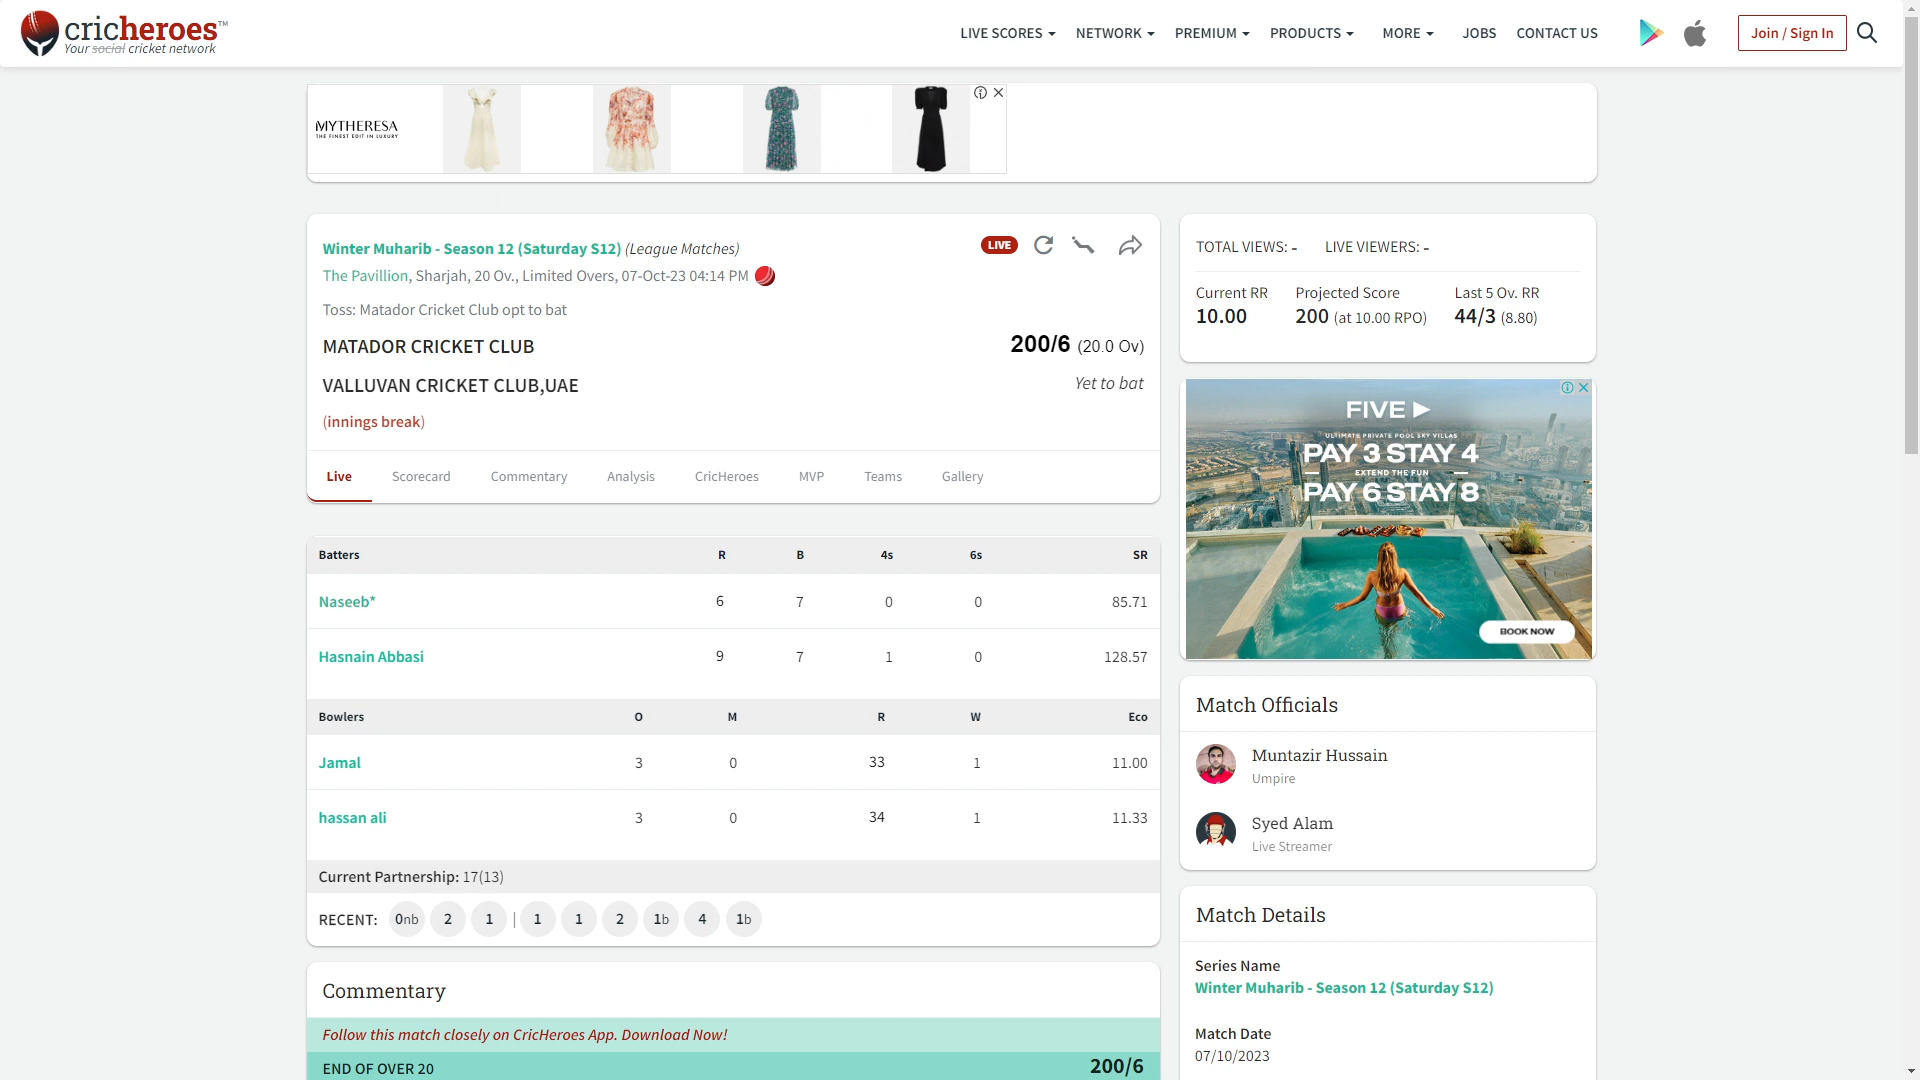 cricheroes™
Your social cricket network
LIVE SCORES
NETWORK
PREMIUM
PRODUCTS
MORE
JOBS
CONTACT US
Join / Sign In
MYTHERESA
THE FINEST EDIT IN LUXURY
Winter Muharib - Season 12 (Saturday S12) (League Matches)
LIVE
The Pavillion, Sharjah, 20 Ov., Limited Overs, 07-Oct-23 04:14 PM
Toss: Matador Cricket Club opt to bat
MATADOR CRICKET CLUB 200/6 (20.0 Ov)
VALLUVAN CRICKET CLUB,UAE Yet to bat
(innings break)
Live Scorecard Commentary Analysis CricHeroes MVP Teams Gallery
Batters R B 4s 6s SR
Naseeb* 6 7 0 0 85.71
Hasnain Abbasi 9 7 1 0 128.57
Bowlers O M R W Eco
Jamal 3 0 33 1 11.00
hassan ali 3 0 34 1 11.33
Current Partnership: 17(13)
RECENT: 0nb 2 1 | 1 1 2 1b 4 1b
Commentary
Follow this match closely on CricHeroes App. Download Now!
END OF OVER 20 200/6
TOTAL VIEWS: - LIVE VIEWERS: -
Current RR Projected Score Last 5 Ov. RR
10.00 200 (at 10.00 RPO) 44/3 (8.80)
FIVE
ULTIMATE PRIVATE POOL SKY VILLAS
PAY 3 STAY 4
EXTEND THE FUN
PAY 6 STAY 8
BOOK NOW
Match Officials
Muntazir Hussain
Umpire
Syed Alam
Live Streamer
Match Details
Series Name
Winter Muharib - Season 12 (Saturday S12)
Match Date
07/10/2023